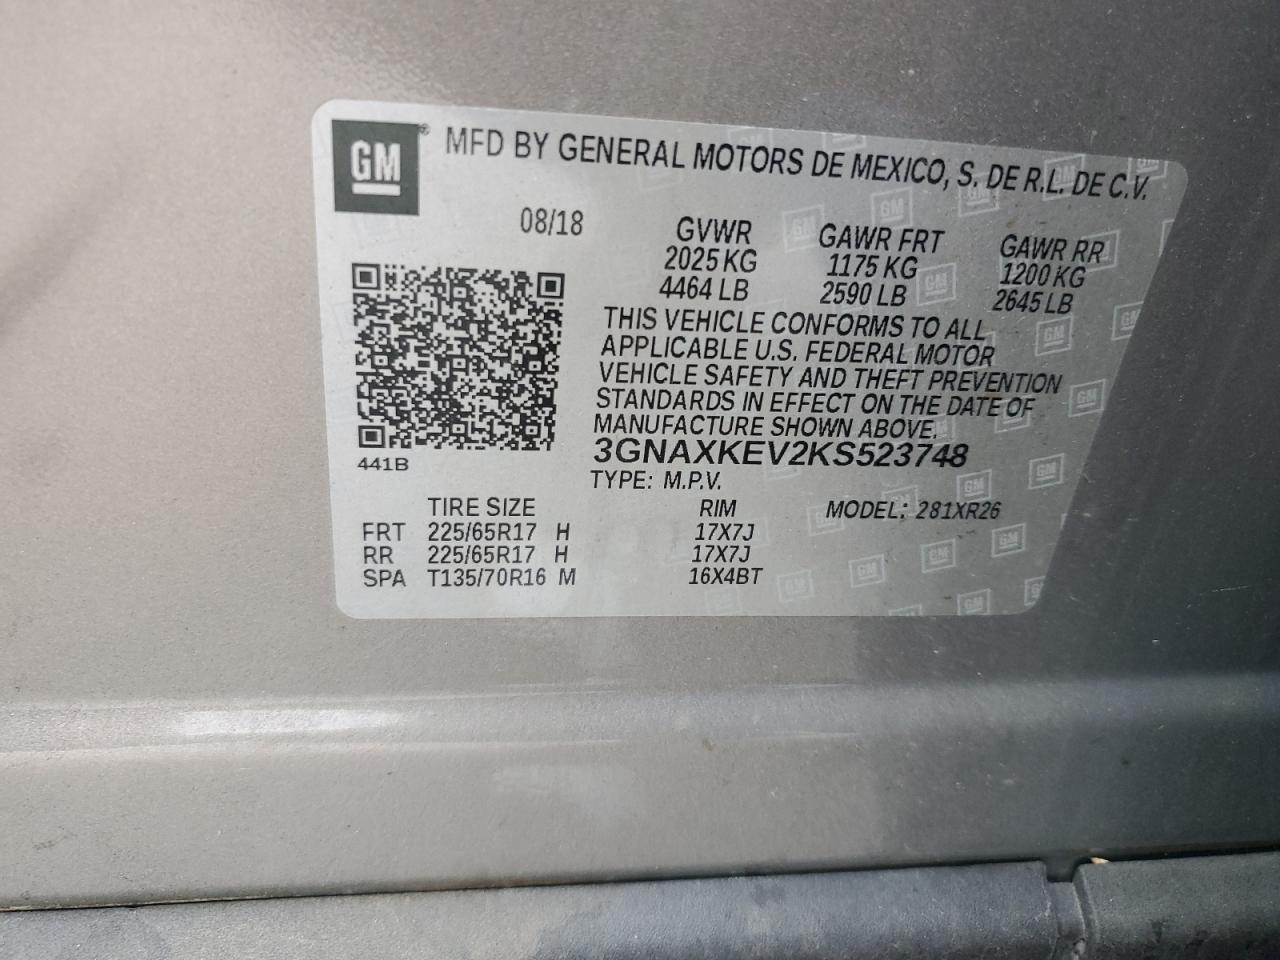 GM® MFD BY GENERAL MOTORS DE MEXICO, S. DE R.L. DE C.V.
08/18 GVWR GAWR FRT GAWR RR
2025 KG 1175 KG 1200 KG
4464 LB 2590 LB 2645 LB
THIS VEHICLE CONFORMS TO ALL
APPLICABLE U.S. FEDERAL MOTOR
VEHICLE SAFETY AND THEFT PREVENTION
STANDARDS IN EFFECT ON THE DATE OF
MANUFACTURE SHOWN ABOVE.
3GNAXKEV2KS523748
441B
TYPE: M.P.V.
TIRE SIZE RIM MODEL: 281XR26
FRT 225/65R17 H 17X7J
RR 225/65R17 H 17X7J
SPA T135/70R16 M 16X4BT